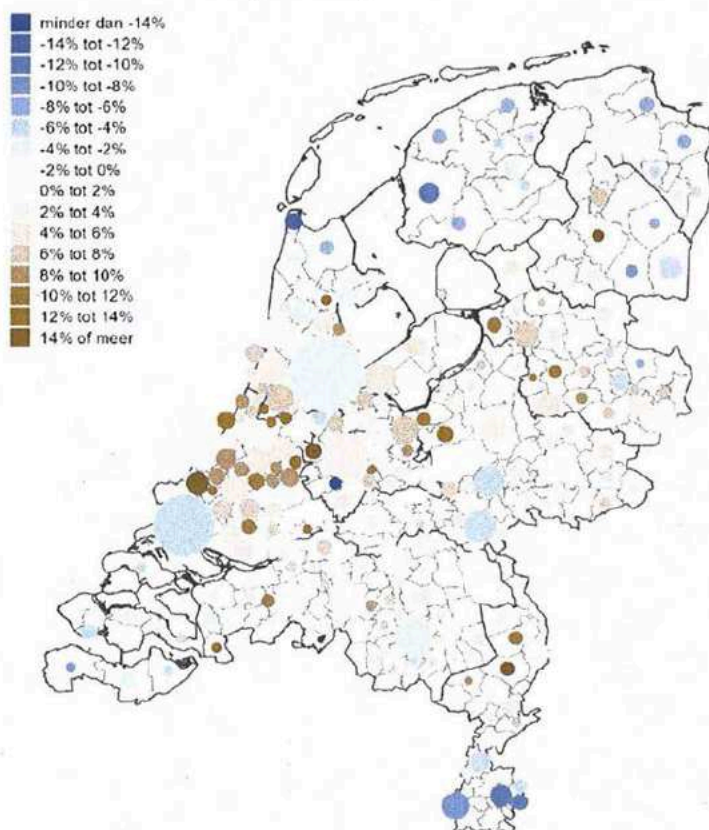 minder dan -14%
-14% tot -12%
-12% tot -10%
-10% tot -8%
-8% tot -6%
-6% tot -4%
-4% tot -2%
-2% tot 0%
0% tot 2%
2% tot 4%
4% tot 6%
6% tot 8%
8% tot 10%
10% tot 12%
12% tot 14%
14% of meer